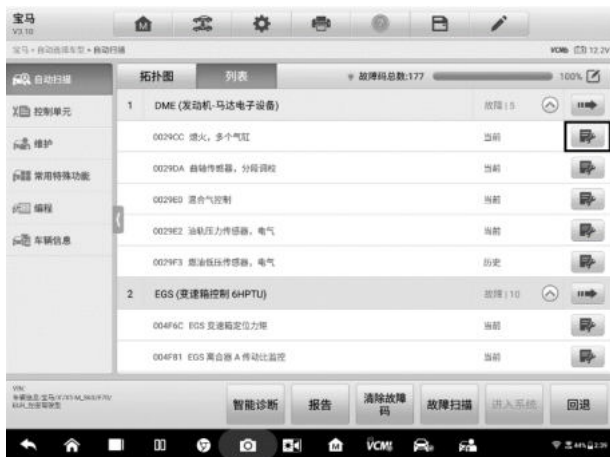 宝马
V3.10
宝马 > 自动选择车型 > 自动扫描
VCMI 12.2V
自动扫描
控制单元
维护
常用特殊功能
编程
车辆信息
拓扑图 列表 故障码总数:177 100%
1 DME (发动机-马达电子设备) 故障 | 5
0029CC 熄火，多个气缸 当前
0029DA 曲轴传感器，分段调校 当前
0029E0 混合气控制 当前
0029E2 油轨压力传感器，电气 当前
0029F3 燃油低压传感器，电气 历史
2 EGS (变速箱控制 6HPTU) 故障 | 10
004F6C EGS 变速箱定位力矩 当前
004F81 EGS 离合器 A 传动比监控 当前
VIN:
智能诊断 报告 清除故障码 故障扫描 进入系统 回退
VCMI
44% 2:39